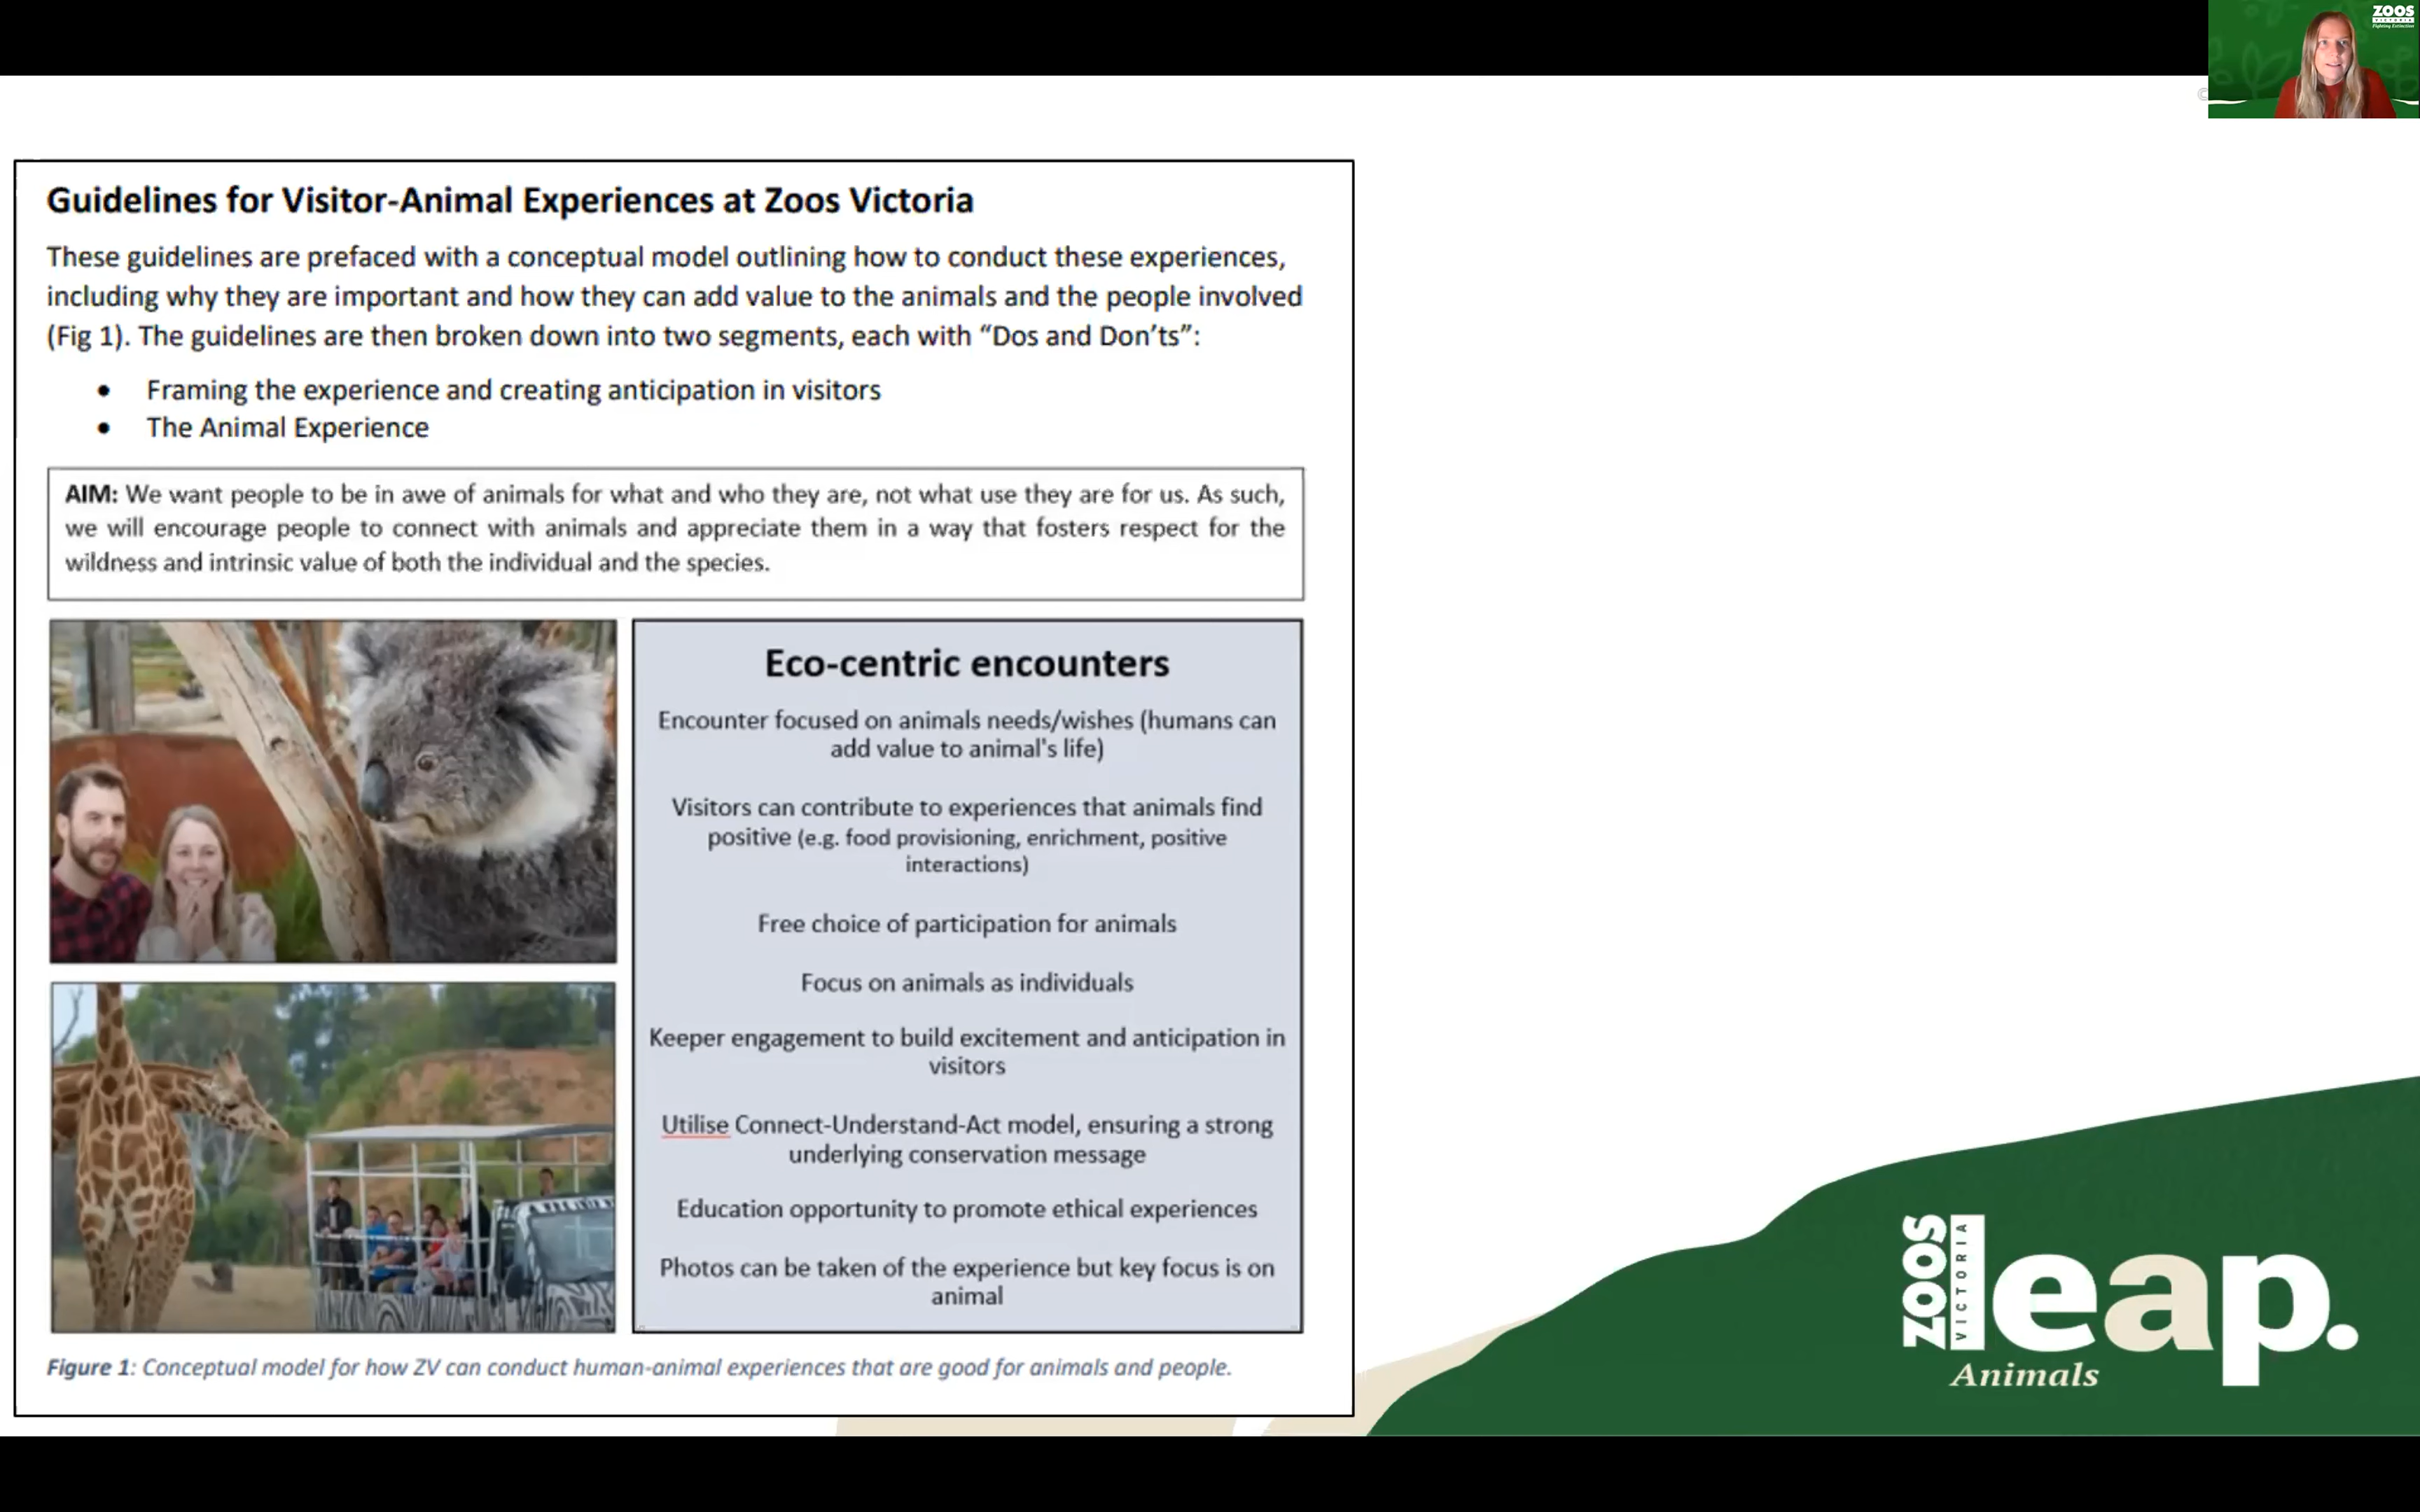 ZOOS
VICTORIA
Fighting Extinction
Guidelines for Visitor-Animal Experiences at Zoos Victoria
These guidelines are prefaced with a conceptual model outlining how to conduct these experiences,
including why they are important and how they can add value to the animals and the people involved
(Fig 1). The guidelines are then broken down into two segments, each with “Dos and Don’ts”:
• Framing the experience and creating anticipation in visitors
• The Animal Experience
AIM: We want people to be in awe of animals for what and who they are, not what use they are for us. As such,
we will encourage people to connect with animals and appreciate them in a way that fosters respect for the
wildness and intrinsic value of both the individual and the species.
Eco-centric encounters
Encounter focused on animals needs/wishes (humans can
add value to animal's life)
Visitors can contribute to experiences that animals find
positive (e.g. food provisioning, enrichment, positive
interactions)
Free choice of participation for animals
Focus on animals as individuals
Keeper engagement to build excitement and anticipation in
visitors
Utilise Connect-Understand-Act model, ensuring a strong
underlying conservation message
Education opportunity to promote ethical experiences
Photos can be taken of the experience but key focus is on
animal
Figure 1: Conceptual model for how ZV can conduct human-animal experiences that are good for animals and people.
ZOOS
VICTORIA
leap.
Animals